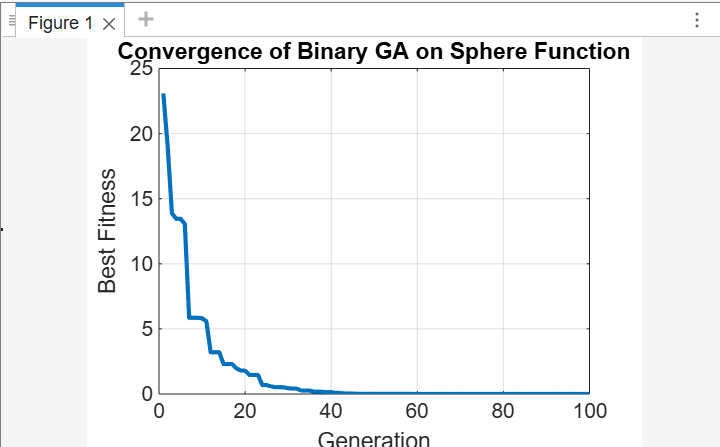 Figure 1
Convergence of Binary GA on Sphere Function
25
20
15
10
5
0
Best Fitness
0 20 40 60 80 100
Generation